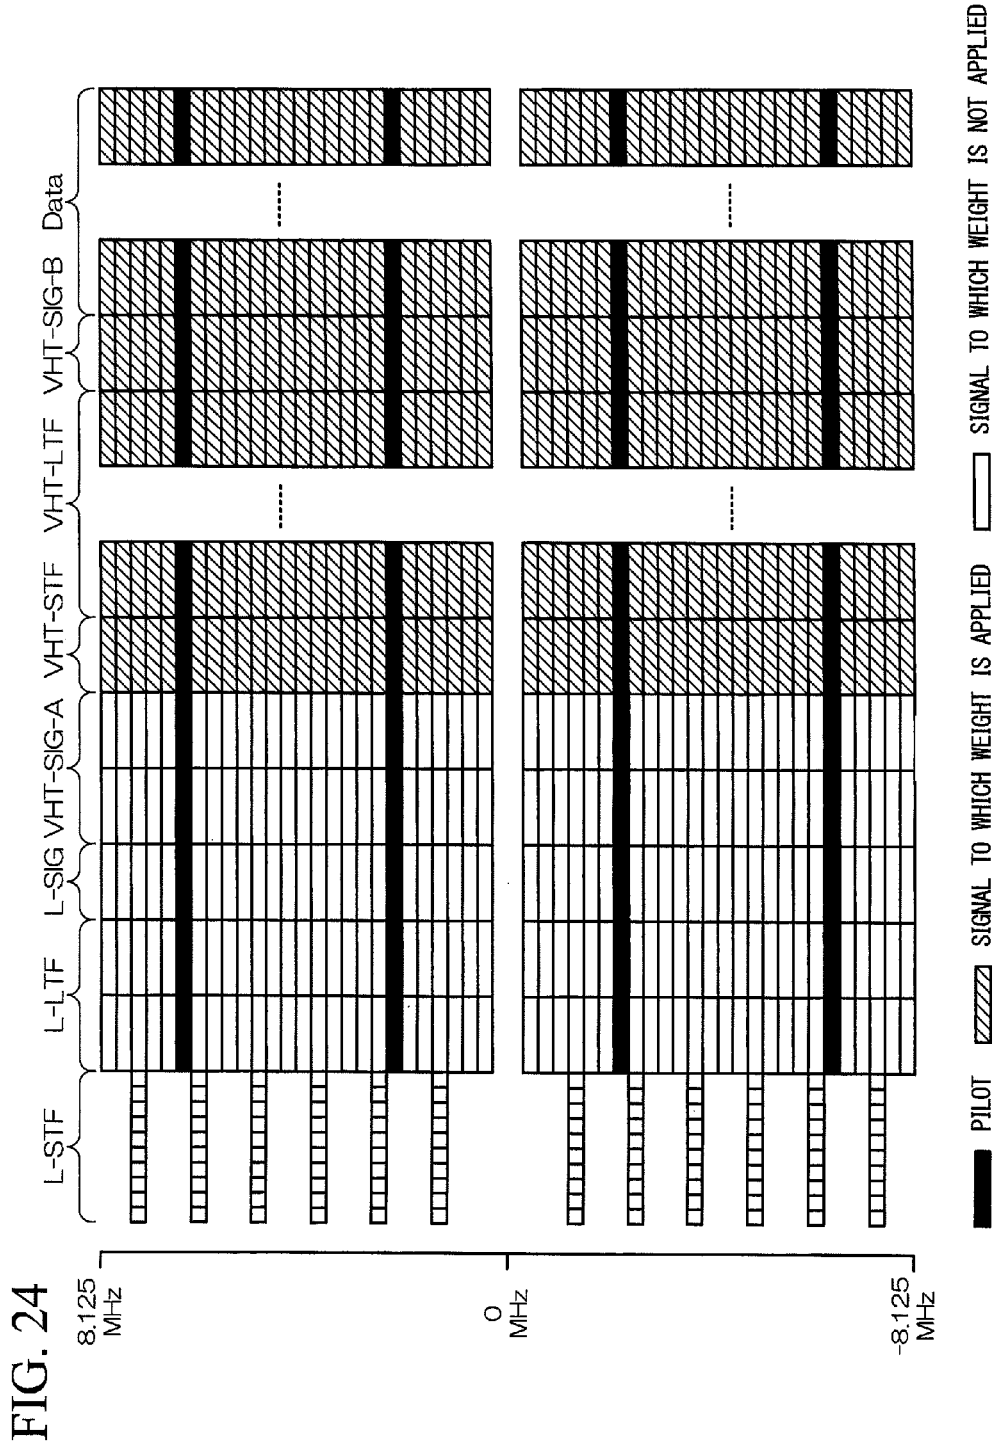 FIG. 24
8.125
MHz
0
MHz
-8.125
MHz
L-STF
L-LTF
L-SIG
VHT-SIG-A
VHT-STF
VHT-LTF
VHT-SIG-B
Data
PILOT
SIGNAL TO WHICH WEIGHT IS APPLIED
SIGNAL TO WHICH WEIGHT IS NOT APPLIED